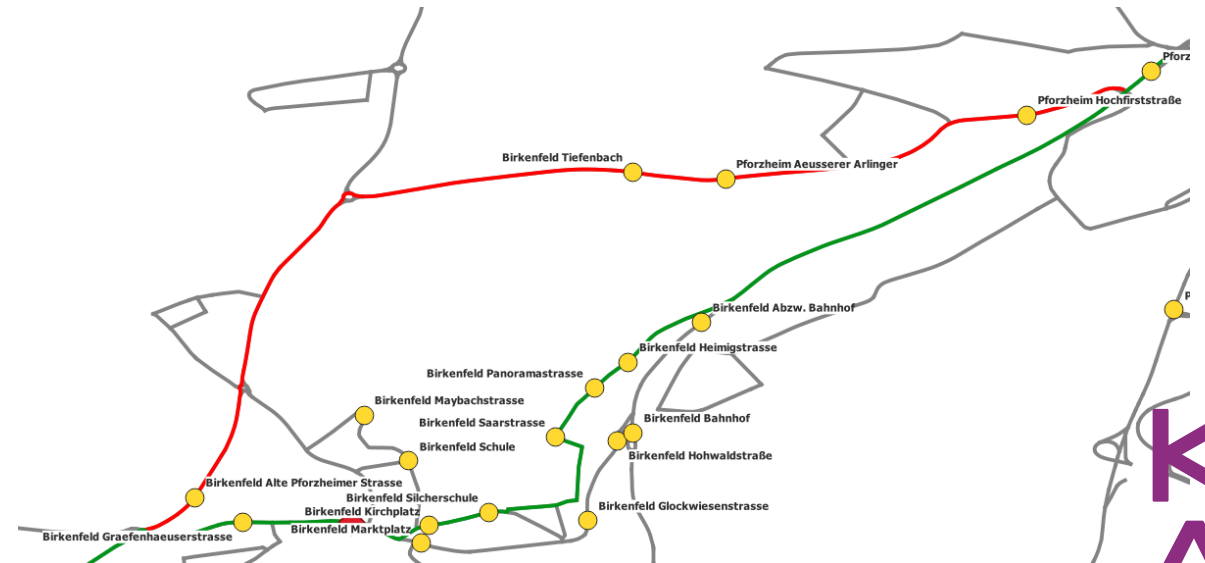 Pforz
Pforzheim Hochfirststraße
Birkenfeld Tiefenbach
Pforzheim Aeusserer Arlinger
Birkenfeld Abzw. Bahnhof
Birkenfeld Heimigstrasse
Birkenfeld Panoramastrasse
Birkenfeld Maybachstrasse
Birkenfeld Saarstrasse
Birkenfeld Bahnhof
Birkenfeld Schule
Birkenfeld Hohwaldstraße
Birkenfeld Alte Pforzheimer Strasse
Birkenfeld Silcherschule
Birkenfeld Kirchplatz
Birkenfeld Glockwiesenstrasse
Birkenfeld Marktplatz
Birkenfeld Graefenhaeuserstrasse
K